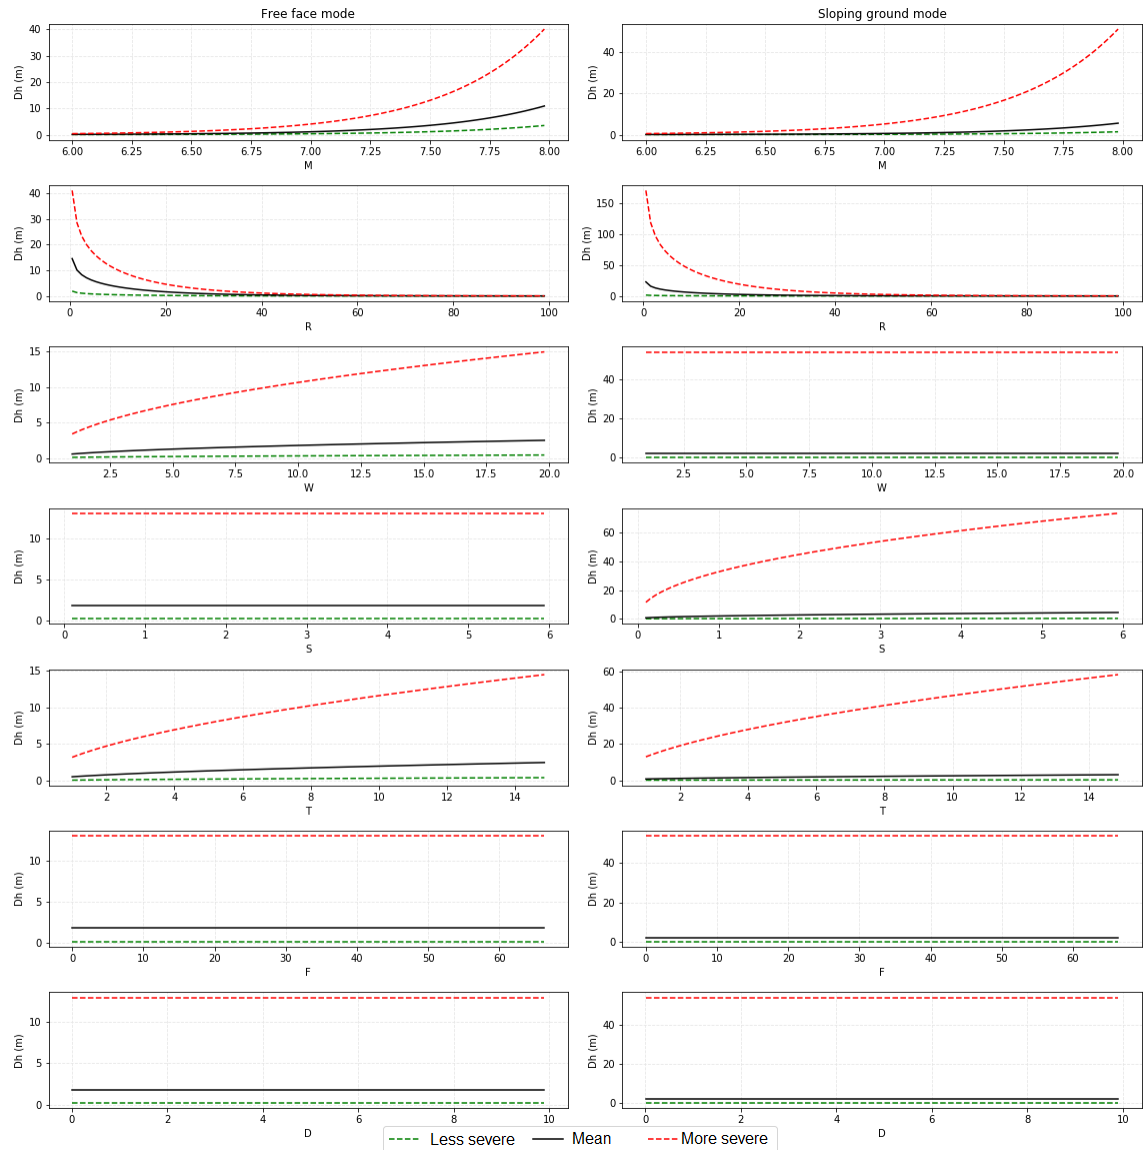 Free face mode
Sloping ground mode
40
30
20
10
0
Dh (m)
6.00 6.25 6.50 6.75 7.00 7.25 7.50 7.75 8.00
M
40
20
0
Dh (m)
6.00 6.25 6.50 6.75 7.00 7.25 7.50 7.75 8.00
M
40
30
20
10
0
Dh (m)
0 20 40 60 80 100
R
150
100
50
0
Dh (m)
0 20 40 60 80 100
R
15
10
5
0
Dh (m)
2.5 5.0 7.5 10.0 12.5 15.0 17.5 20.0
W
40
20
0
Dh (m)
2.5 5.0 7.5 10.0 12.5 15.0 17.5 20.0
W
10
5
0
Dh (m)
0 1 2 3 4 5 6
S
60
40
20
0
Dh (m)
0 1 2 3 4 5 6
S
15
10
5
0
Dh (m)
2 4 6 8 10 12 14
T
60
40
20
0
Dh (m)
2 4 6 8 10 12 14
T
10
5
0
Dh (m)
0 10 20 30 40 50 60
F
40
20
0
Dh (m)
0 10 20 30 40 50 60
F
10
5
0
Dh (m)
0 2 4 6 8 10
D
40
20
0
Dh (m)
0 2 4 6 8 10
D
Less severe Mean More severe